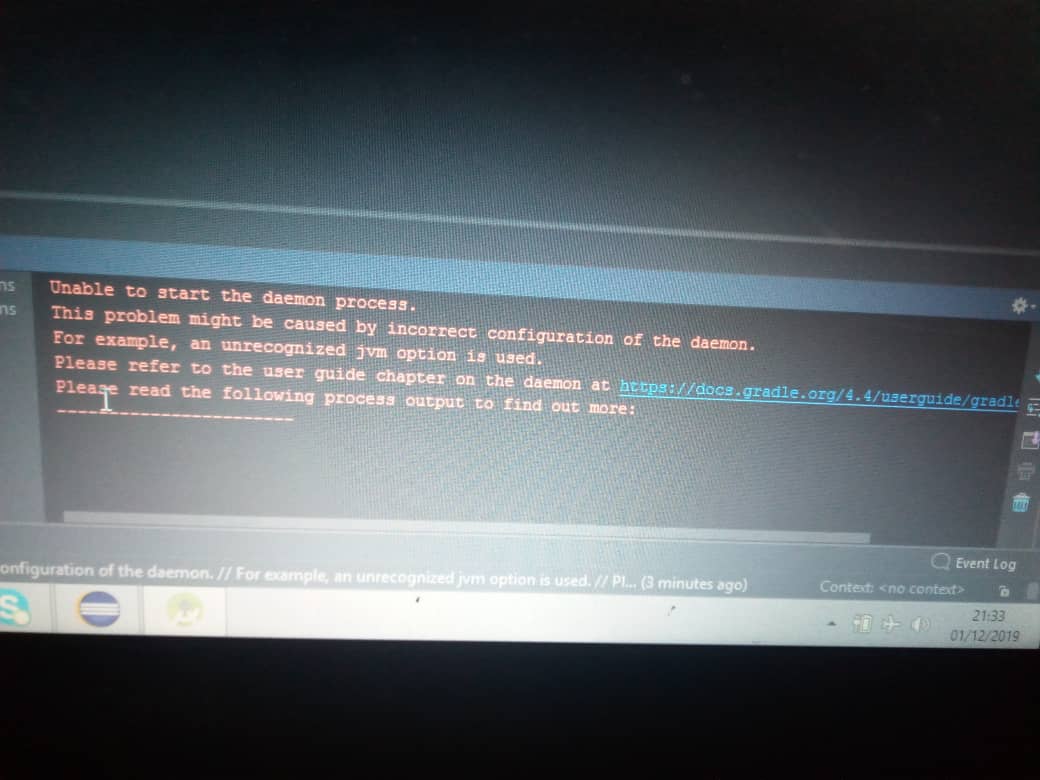 ns
Unable to start the daemon process.
ns
This problem might be caused by incorrect configuration of the daemon.
For example, an unrecognized jvm option is used.
Please refer to the user guide chapter on the daemon at https://docs.gradle.org/4.4/userguide/gradle
Please read the following process output to find out more:
-----------------------
Event Log
onfiguration of the daemon. // For example, an unrecognized jvm option is used. // Pl... (3 minutes ago)
Context: <no context>
S
21:33
01/12/2019